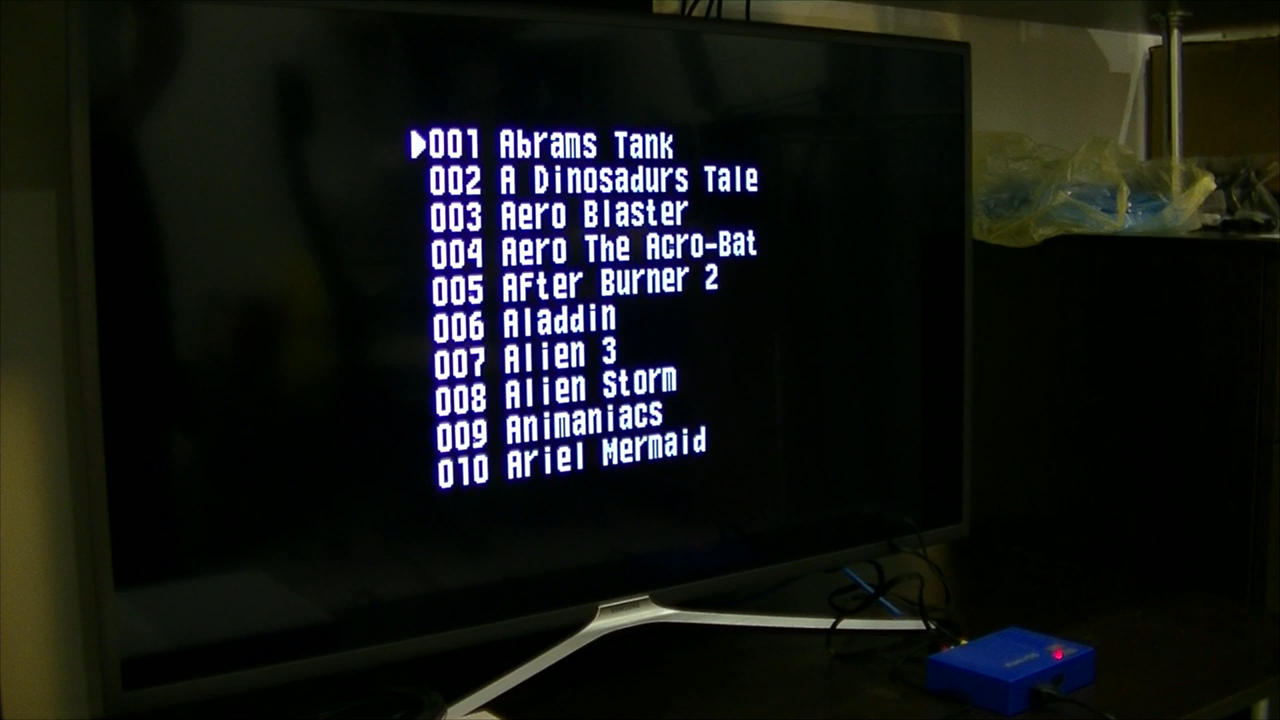 001 Abrams Tank
002 A Dinosadurs Tale
003 Aero Blaster
004 Aero The Acro-Bat
005 After Burner 2
006 Aladdin
007 Alien 3
008 Alien Storm
009 Animaniacs
010 Ariel Mermaid